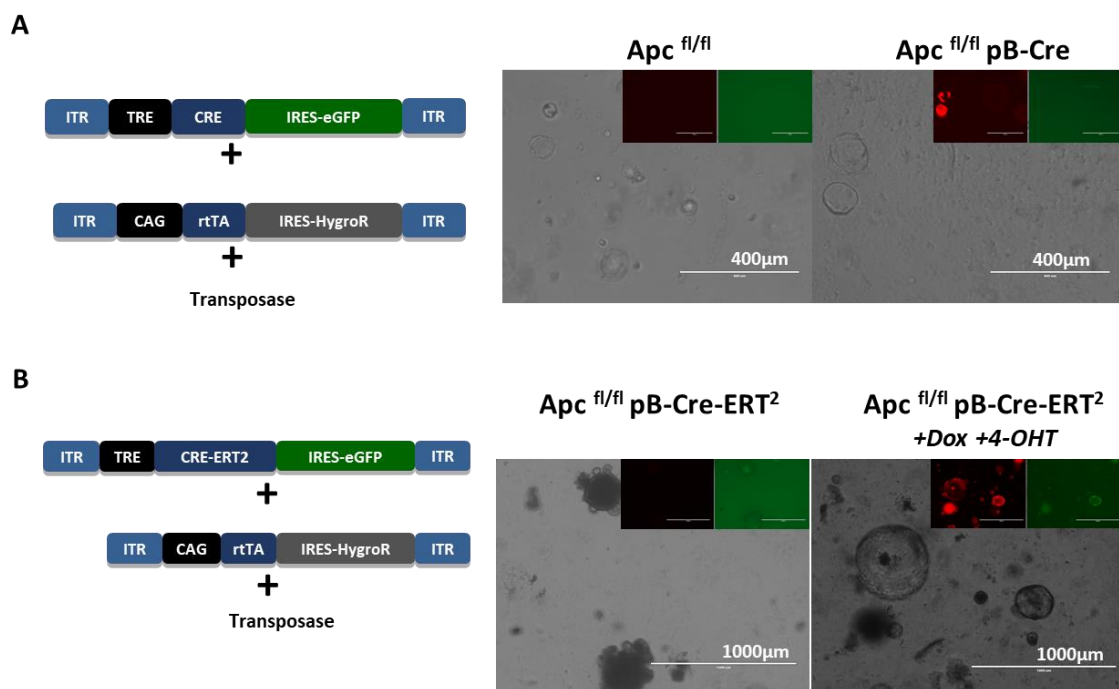 A
Apc fl/fl
Apc fl/fl pB-Cre
ITR TRE CRE IRES-eGFP ITR
+
ITR CAG rtTA IRES-HygroR ITR
+
Transposase
400µm
400µm
B
Apc fl/fl pB-Cre-ERT²
Apc fl/fl pB-Cre-ERT²
+Dox +4-OHT
ITR TRE CRE-ERT2 IRES-eGFP ITR
+
ITR CAG rtTA IRES-HygroR ITR
+
Transposase
1000µm
1000µm